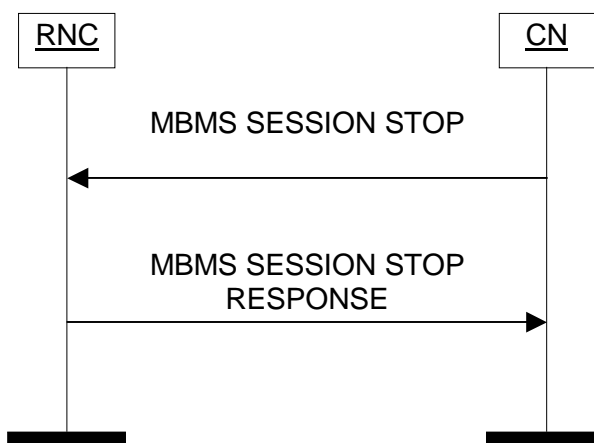 RNC
CN
MBMS SESSION STOP
MBMS SESSION STOP
RESPONSE